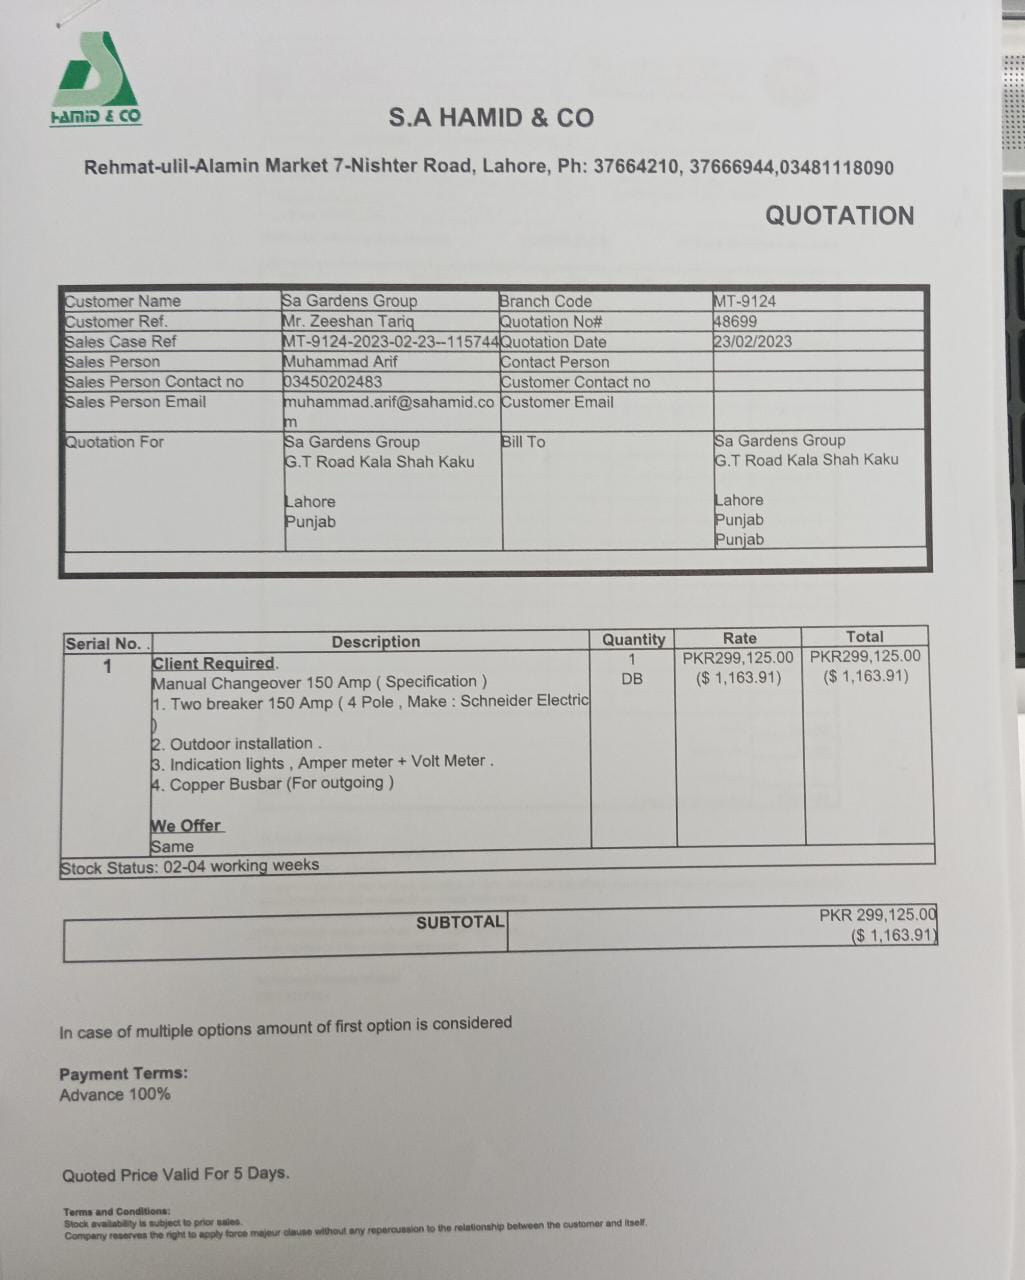 HAMID & CO
S.A HAMID & CO
Rehmat-ulil-Alamin Market 7-Nishter Road, Lahore, Ph: 37664210, 37666944,03481118090
QUOTATION
Customer Name Sa Gardens Group Branch Code MT-9124
Customer Ref. Mr. Zeeshan Tariq Quotation No# 48699
Sales Case Ref MT-9124-2023-02-23--115744 Quotation Date 23/02/2023
Sales Person Muhammad Arif Contact Person
Sales Person Contact no 03450202483 Customer Contact no
Sales Person Email muhammad.arif@sahamid.co Customer Email
m
Quotation For Sa Gardens Group Bill To Sa Gardens Group
G.T Road Kala Shah Kaku G.T Road Kala Shah Kaku
Lahore Lahore
Punjab Punjab
Punjab
Serial No. . Description Quantity Rate Total
1 Client Required. 1 PKR299,125.00 PKR299,125.00
Manual Changeover 150 Amp ( Specification ) DB ($ 1,163.91) ($ 1,163.91)
1. Two breaker 150 Amp ( 4 Pole , Make : Schneider Electric
)
2. Outdoor installation .
3. Indication lights , Amper meter + Volt Meter .
4. Copper Busbar (For outgoing )
We Offer
Same
Stock Status: 02-04 working weeks
SUBTOTAL PKR 299,125.00
($ 1,163.91)
In case of multiple options amount of first option is considered
Payment Terms:
Advance 100%
Quoted Price Valid For 5 Days.
Terms and Conditions:
Stock availability is subject to prior sales.
Company reserves the right to apply force majeur clause without any repercussion to the relationship between the customer and itself.